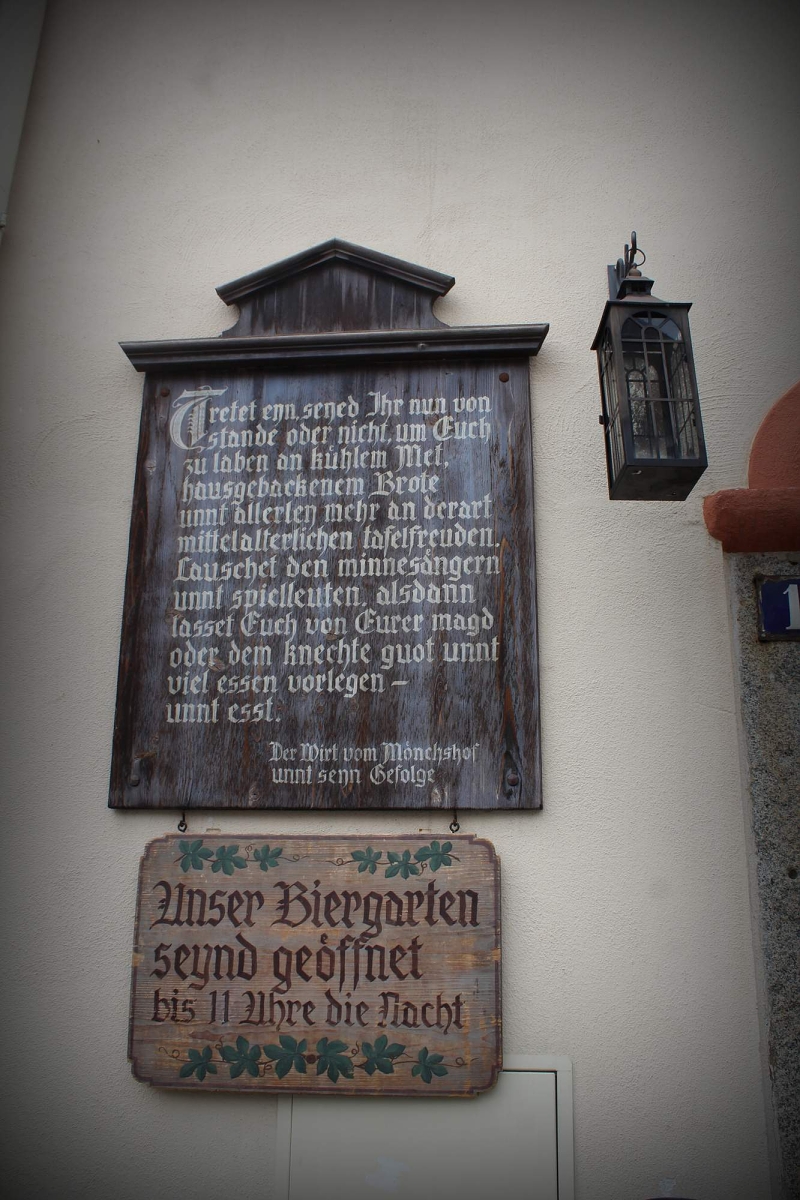 Tretet eyn, seyed Ihr nun von
stande oder nicht, um Euch
zu laben an kühlem Met,
hausgebackenem Brote
unnt allerley mehr an derart
mittelalterlichen tafelfreuden.
Lauschet den minnesängern
unnt spielleuten, alsdann
lasset Euch von Eurer magd
oder dem knechte guot unnt
viel essen vorlegen –
unnt esst.
Der Wirt vom Mönchshof
unnt seyn Gefolge
Unser Biergarten
seynd geöffnet
bis 11 Uhre die Nacht
1